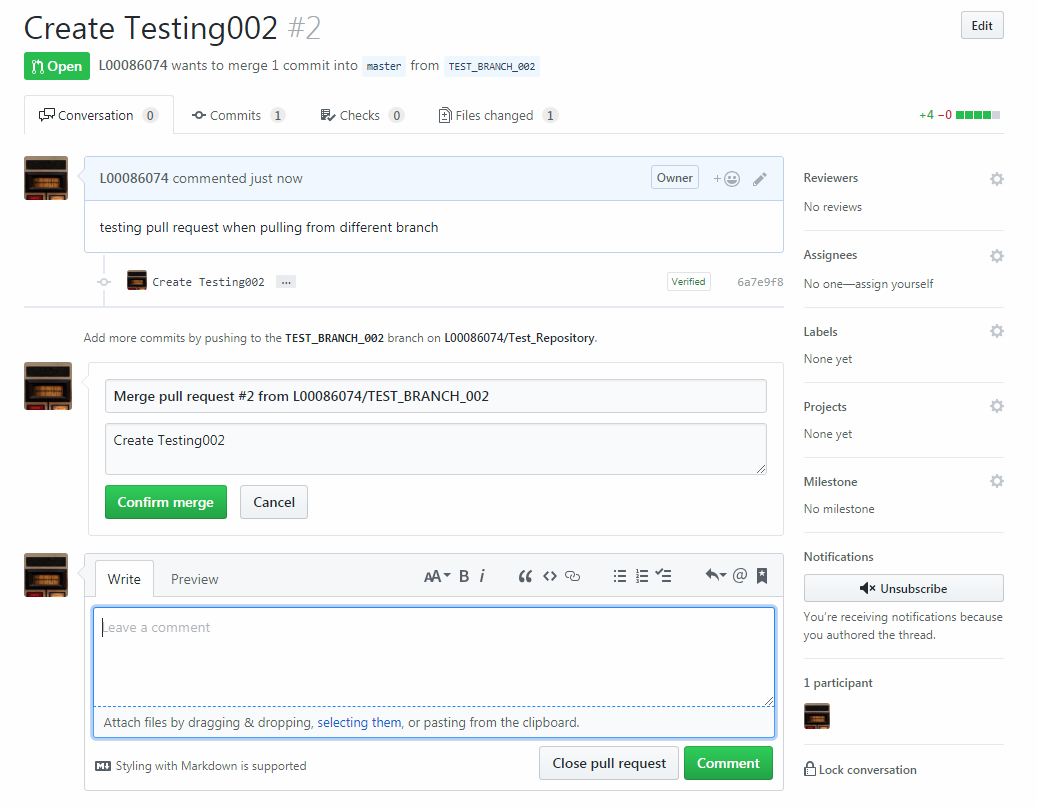 Create Testing002 #2
Edit
Open L00086074 wants to merge 1 commit into master from TEST_BRANCH_002
Conversation 0 Commits 1 Checks 0 Files changed 1 +4 −0
L00086074 commented just now Owner +
testing pull request when pulling from different branch
Create Testing002 … Verified 6a7e9f8
Add more commits by pushing to the TEST_BRANCH_002 branch on L00086074/Test_Repository.
Merge pull request #2 from L00086074/TEST_BRANCH_002
Create Testing002
Confirm merge Cancel
Write Preview AA B i
Leave a comment
Attach files by dragging & dropping, selecting them, or pasting from the clipboard.
Styling with Markdown is supported
Close pull request Comment
Reviewers
No reviews
Assignees
No one—assign yourself
Labels
None yet
Projects
None yet
Milestone
No milestone
Notifications
Unsubscribe
You're receiving notifications because
you authored the thread.
1 participant
Lock conversation